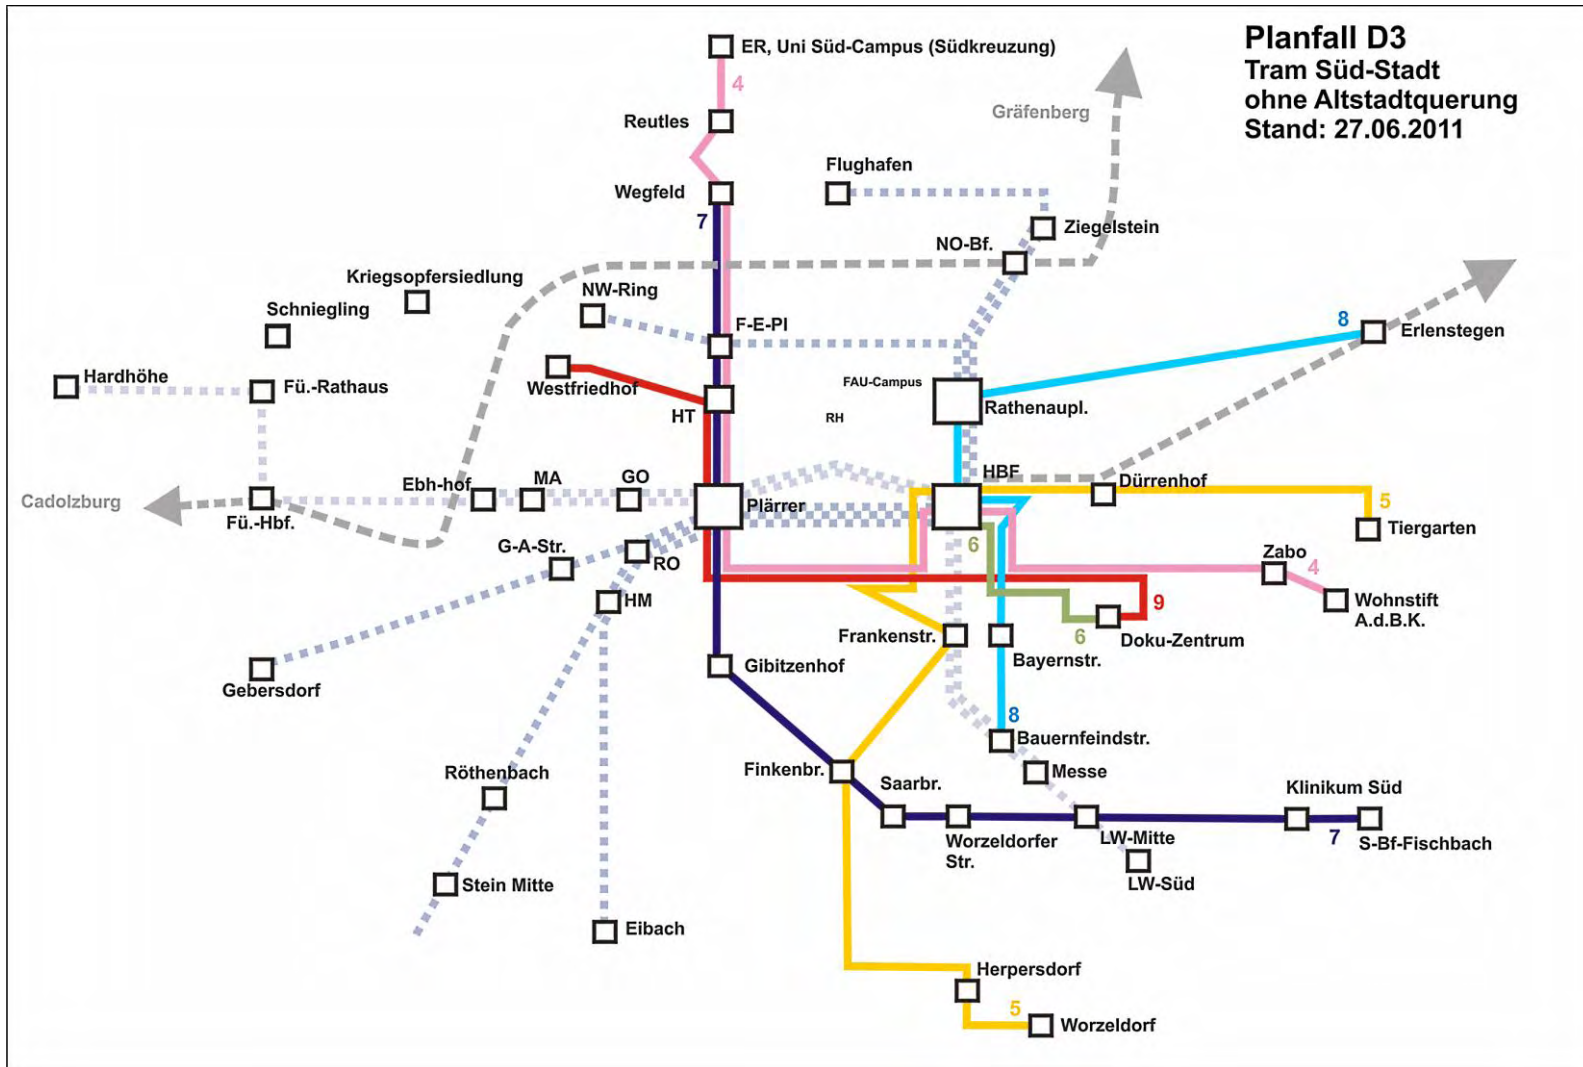 Planfall D3
Tram Süd-Stadt
ohne Altstadtquerung
Stand: 27.06.2011
ER, Uni Süd-Campus (Südkreuzung)
4
Gräfenberg
Reutles
Flughafen
Wegfeld
7
Ziegelstein
NO-Bf.
Kriegsopfersiedlung
NW-Ring
Schniegling
F-E-Pl
8
Erlenstegen
Hardhöhe
Fü.-Rathaus
Westfriedhof
FAU-Campus
Rathenaupl.
HT
RH
HBF
Dürrenhof
Ebh-hof
MA
GO
Cadolzburg
Fü.-Hbf.
Plärrer
5
Tiergarten
G-A-Str.
RO
6
Zabo
4
HM
9
Wohnstift
A.d.B.K.
Frankenstr.
6
Doku-Zentrum
Bayernstr.
Gibitzenhof
Gebersdorf
8
Bauernfeindstr.
Finkenbr.
Messe
Röthenbach
Saarbr.
Klinikum Süd
Worzeldorfer
Str.
LW-Mitte
7
S-Bf-Fischbach
LW-Süd
Stein Mitte
Eibach
Herpersdorf
5
Worzeldorf